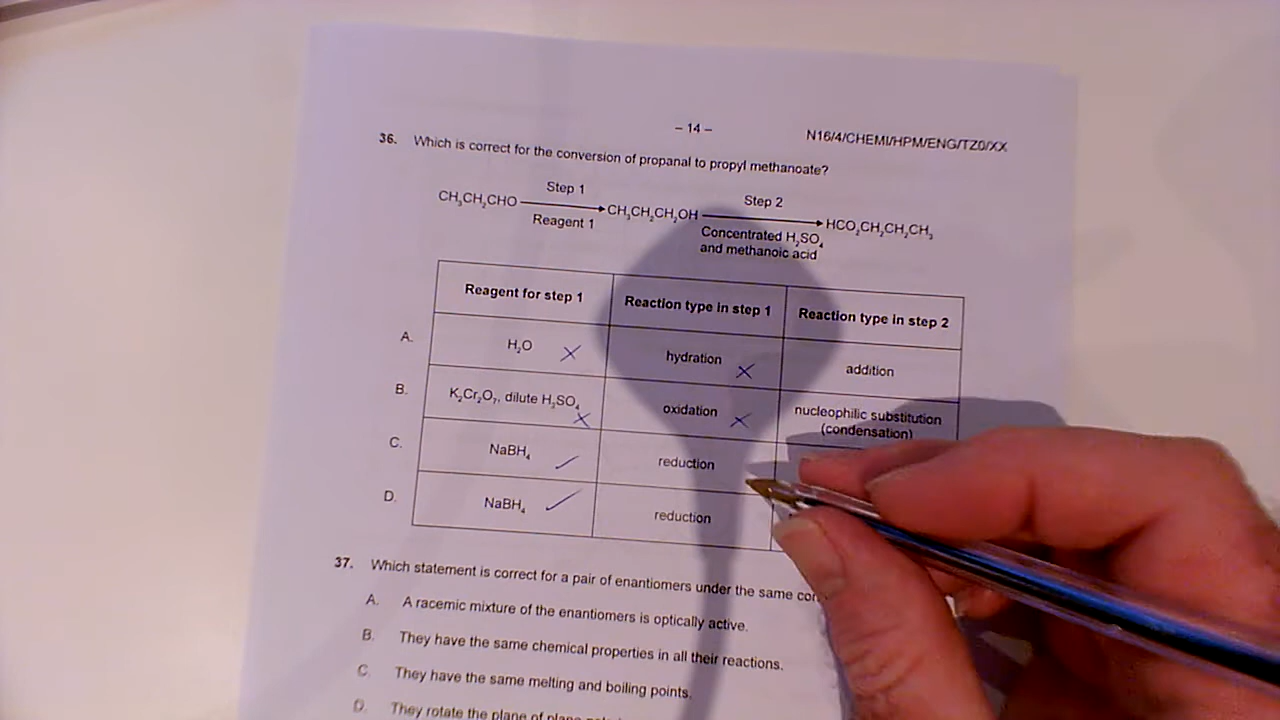 – 14 –
N16/4/CHEMI/HPM/ENG/TZ0/XX
36. Which is correct for the conversion of propanal to propyl methanoate?
Step 1 Step 2
CH₃CH₂CHO CH₃CH₂CH₂OH HCO₂CH₂CH₂CH₃
Reagent 1 Concentrated H₂SO₄
and methanoic acid
Reagent for step 1 Reaction type in step 1 Reaction type in step 2
A. H₂O hydration addition
B. K₂Cr₂O₇, dilute H₂SO₄ oxidation nucleophilic substitution
(condensation)
C. NaBH₄ reduction
D. NaBH₄ reduction
37. Which statement is correct for a pair of enantiomers under the same
A. A racemic mixture of the enantiomers is optically active.
B. They have the same chemical properties in all their reactions.
C. They have the same melting and boiling points.
D. They rotate the plane of